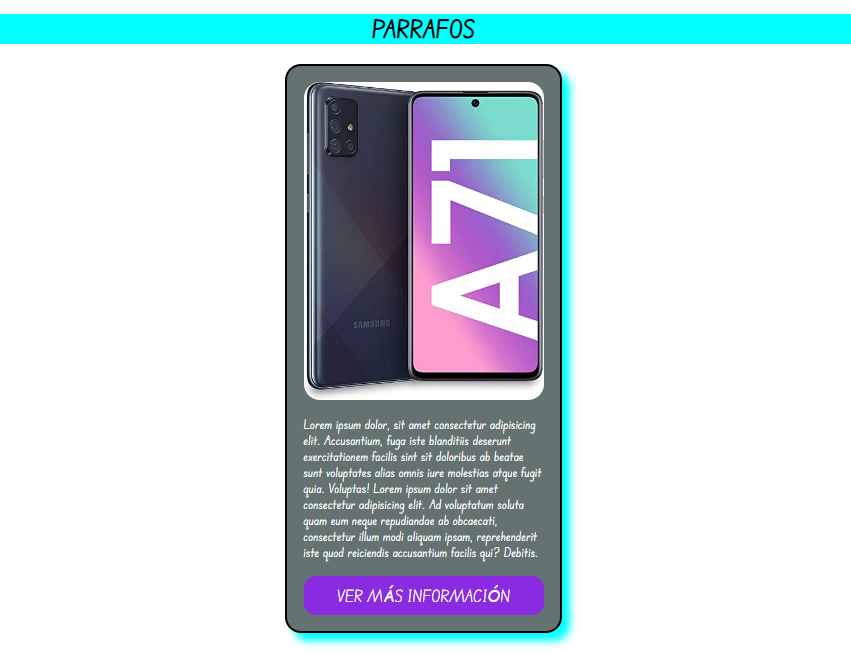 PARRAFOS
A71
SAMSUNG
Lorem ipsum dolor, sit amet consectetur adipisicing
elit. Accusantium, fuga iste blanditiis deserunt
exercitationem facilis sint sit doloribus ab beatae
sunt voluptates alias omnis iure molestias atque fugit
quia. Voluptas! Lorem ipsum dolor sit amet
consectetur adipisicing elit. Ad voluptatum soluta
quam eum neque repudiandae ab obcaecati,
consectetur illum modi aliquam ipsam, reprehenderit
iste quod reiciendis accusantium facilis qui? Debitis.
VER MÁS INFORMACIÓN